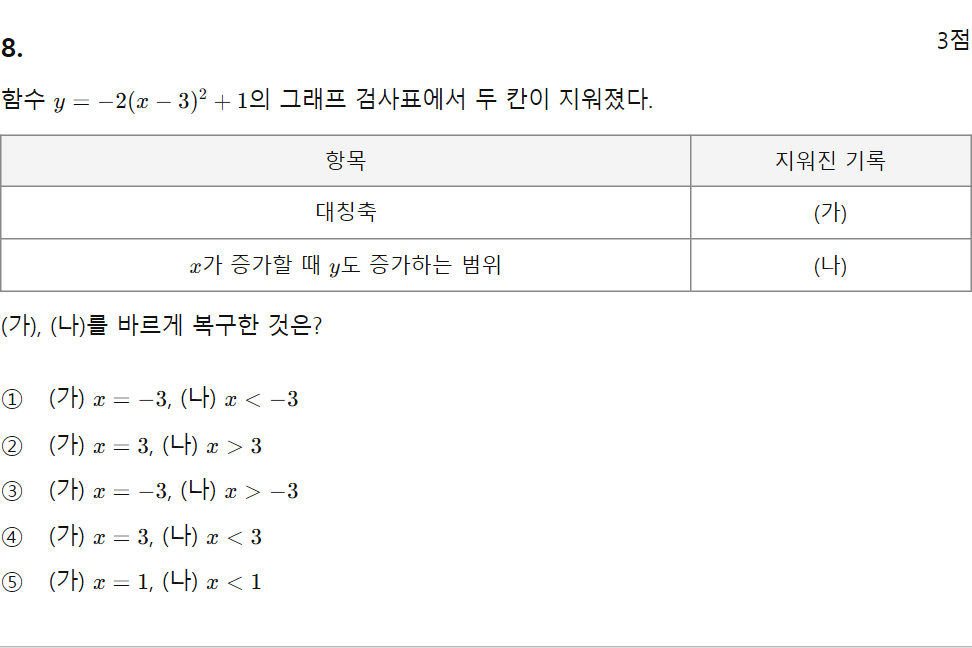 3점
8.
함수 y = −2(x − 3)² + 1의 그래프 검사표에서 두 칸이 지워졌다.
항목 지워진 기록
대칭축 (가)
x가 증가할 때 y도 증가하는 범위 (나)
(가), (나)를 바르게 복구한 것은?
① (가) x = −3, (나) x < −3
② (가) x = 3, (나) x > 3
③ (가) x = −3, (나) x > −3
④ (가) x = 3, (나) x < 3
⑤ (가) x = 1, (나) x < 1